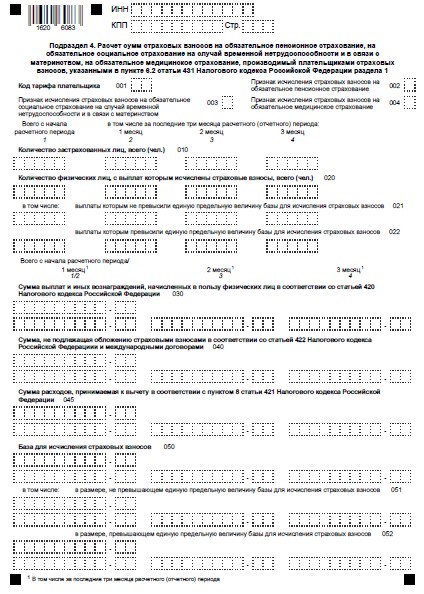 ИНН
1620 6083
КПП Стр.
Подраздел 4. Расчет сумм страховых взносов на обязательное пенсионное страхование, на
обязательное социальное страхование на случай временной нетрудоспособности и в связи с
материнством, на обязательное медицинское страхование, производимый плательщиками страховых
взносов, указанными в пункте 6.2 статьи 431 Налогового кодекса Российской Федерации раздела 1
Код тарифа плательщика 001
Признак исчисления страховых взносов на
обязательное пенсионное страхование 002
Признак исчисления страховых взносов на обязательное
социальное страхование на случай временной
нетрудоспособности и в связи с материнством 003
Признак исчисления страховых взносов на
обязательное медицинское страхование 004
Всего с начала в том числе за последние три месяца расчетного (отчетного) периода:
расчетного периода 1 месяц 2 месяц 3 месяц
1 2 3 4
Количество застрахованных лиц, всего (чел.) 010
Количество физических лиц, с выплат которым исчислены страховые взносы, всего (чел.) 020
в том числе: выплаты которым не превысили единую предельную величину базы для исчисления страховых взносов 021
выплаты которым превысили единую предельную величину базы для исчисления страховых взносов 022
Всего с начала расчетного периода/
1 месяц¹ 2 месяц¹ 3 месяц¹
1/2 3 4
Сумма выплат и иных вознаграждений, начисленных в пользу физических лиц в соответствии со статьей 420
Налогового кодекса Российской Федерации 030
Сумма, не подлежащая обложению страховыми взносами в соответствии со статьей 422 Налогового кодекса
Российской Федерации и международными договорами 040
Сумма расходов, принимаемая к вычету в соответствии с пунктом 8 статьи 421 Налогового кодекса Российской
Федерации 045
База для исчисления страховых взносов 050
в том числе: в размере, не превышающем единую предельную величину базы для исчисления страховых взносов 051
в размере, превышающем единую предельную величину базы для исчисления страховых взносов 052
¹ В том числе за последние три месяца расчетного (отчетного) периода